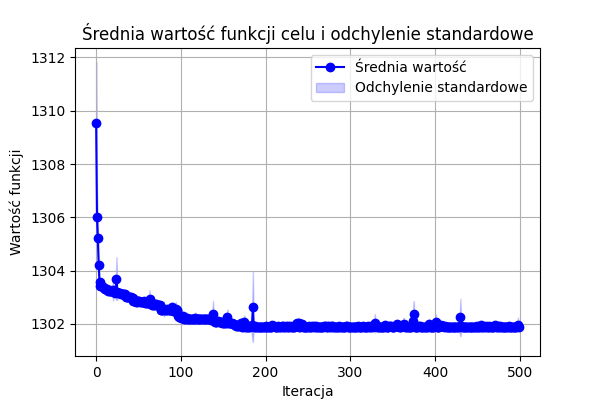 Średnia wartość funkcji celu i odchylenie standardowe
1312
1310
1308
1306
1304
1302
Wartość funkcji
Średnia wartość
Odchylenie standardowe
0
100
200
300
400
500
Iteracja